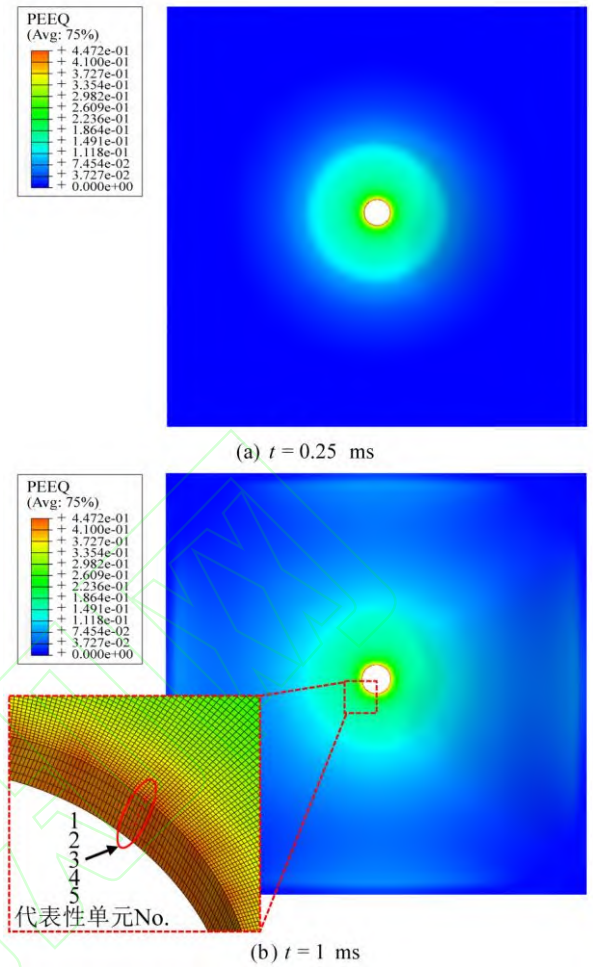 PEEQ
(Avg: 75%)
+ 4.472e-01
+ 4.100e-01
+ 3.727e-01
+ 3.354e-01
+ 2.982e-01
+ 2.609e-01
+ 2.236e-01
+ 1.864e-01
+ 1.491e-01
+ 1.118e-01
+ 7.454e-02
+ 3.727e-02
+ 0.000e+00
(a) t = 0.25 ms
PEEQ
(Avg: 75%)
+ 4.472e-01
+ 4.100e-01
+ 3.727e-01
+ 3.354e-01
+ 2.982e-01
+ 2.609e-01
+ 2.236e-01
+ 1.864e-01
+ 1.491e-01
+ 1.118e-01
+ 7.454e-02
+ 3.727e-02
+ 0.000e+00
1
2
3
4
5
代表性单元No.
(b) t = 1 ms